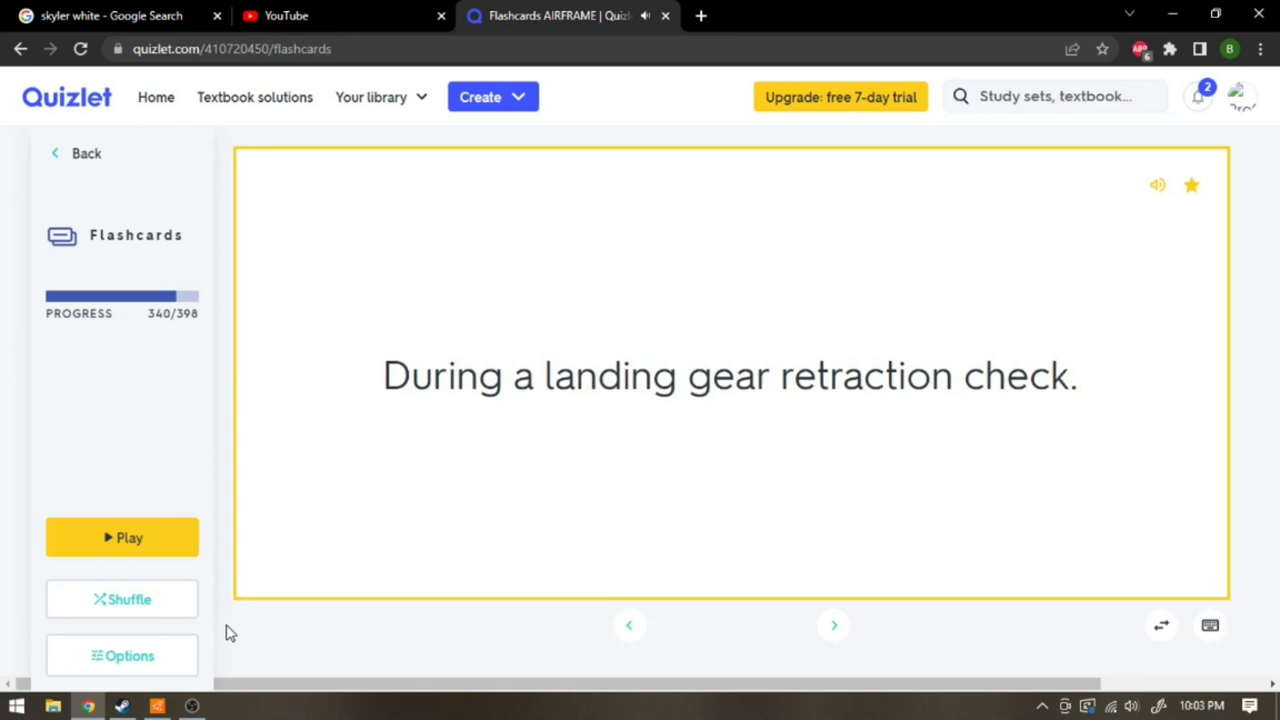 skyler white - Google Search
YouTube
Flashcards AIRFRAME | Quizl
quizlet.com/410720450/flashcards
ABP
6
B
Quizlet
Home
Textbook solutions
Your library
Create
Upgrade: free 7-day trial
Study sets, textbook...
2
Back
Flashcards
PROGRESS 340/398
During a landing gear retraction check.
Play
Shuffle
Options
10:03 PM